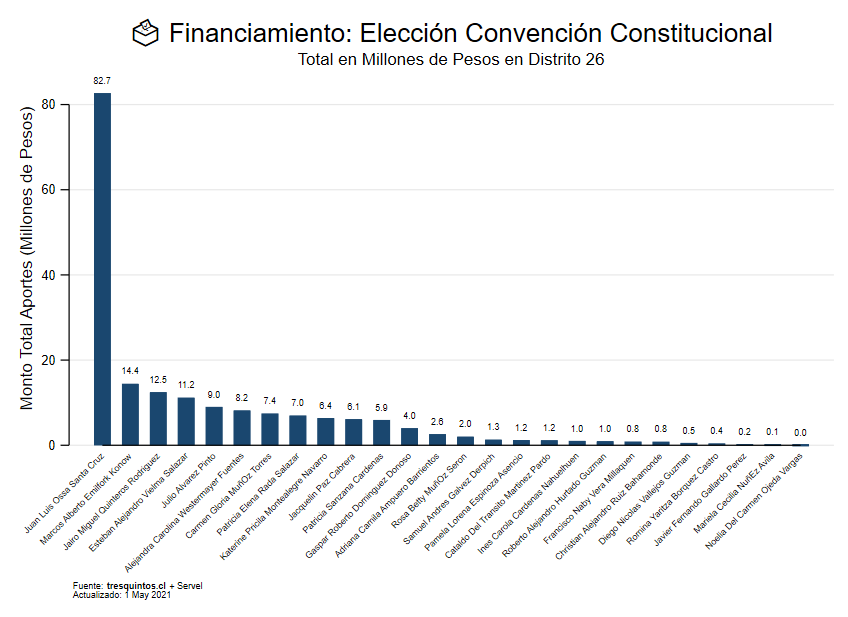 Financiamiento: Elección Convención Constitucional
Total en Millones de Pesos en Distrito 26
Monto Total Aportes (Millones de Pesos)
80
60
40
20
0
82.7
14.4
12.5
11.2
9.0
8.2
7.4
7.0
6.4
6.1
5.9
4.0
2.6
2.0
1.3
1.2
1.2
1.0
1.0
0.8
0.8
0.5
0.4
0.2
0.1
0.0
Juan Luis Ossa Santa Cruz
Marcos Alberto Emilfork Konow
Jairo Miguel Quinteros Rodriguez
Esteban Alejandro Vielma Salazar
Julio Alvarez Pinto
Alejandra Carolina Westermayer Fuentes
Carmen Gloria MuñOz Torres
Patricia Elena Rada Salazar
Katerine Pricila Montealegre Navarro
Jacquelin Paz Cabrera
Patricia Sanzana Cardenas
Gaspar Roberto Dominguez Donoso
Adriana Camila Ampuero Barrientos
Rosa Betty MuñOz Seron
Samuel Andres Galvez Derpich
Pamela Lorena Espinoza Asencio
Cataldo Del Transito Martinez Pardo
Ines Carola Cardenas Nahuelhuen
Roberto Alejandro Hurtado Guzman
Francisco Naby Vera Millaquen
Christian Alejandro Ruiz Bahamonde
Diego Nicolas Vallejos Guzman
Romina Yaritza Borquez Castro
Javier Fernando Gallardo Perez
Mariela Cecilia NuñEz Avila
Noelia Del Carmen Ojeda Vargas
Fuente: tresquintos.cl + Servel
Actualizado: 1 May 2021